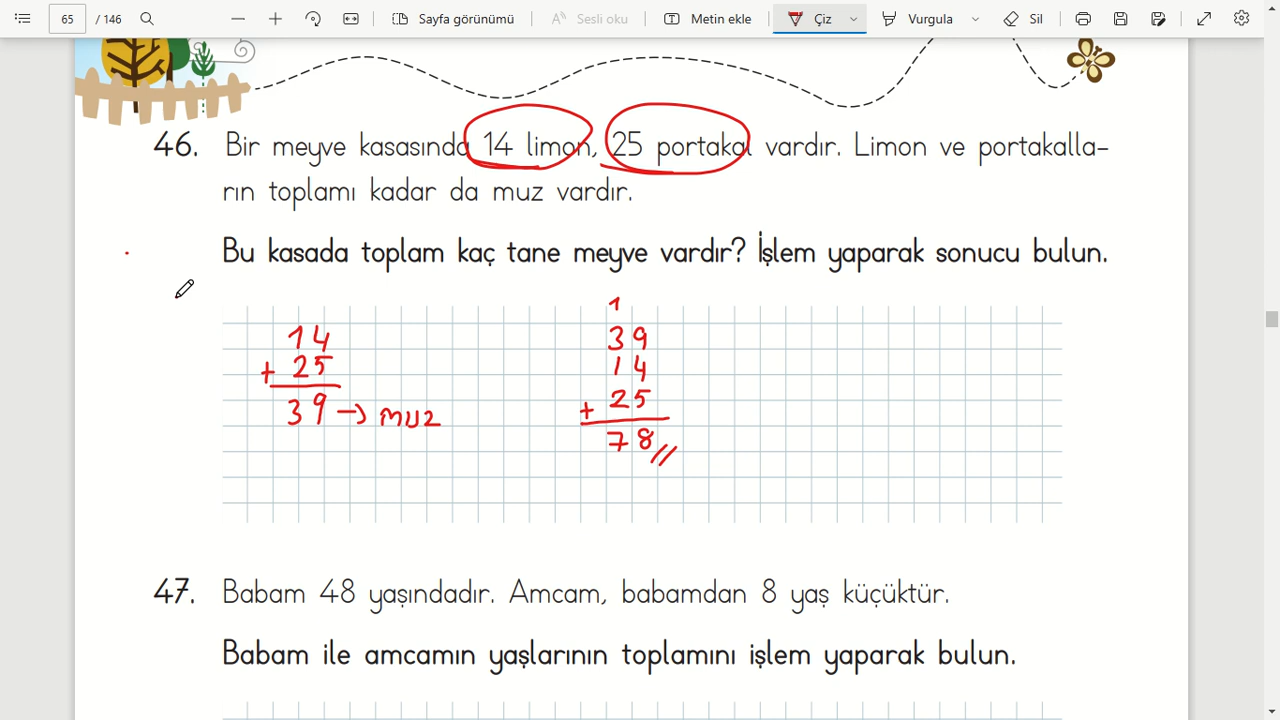 65 / 146 Sayfa görünümü Sesli oku Metin ekle Çiz Vurgula Sil
46. Bir meyve kasasında 14 limon, 25 portakal vardır. Limon ve portakalla-
rın toplamı kadar da muz vardır.
Bu kasada toplam kaç tane meyve vardır? İşlem yaparak sonucu bulun.
14
+ 25
39 → muz
1
39
14
+ 25
78 //
47. Babam 48 yaşındadır. Amcam, babamdan 8 yaş küçüktür.
Babam ile amcamın yaşlarının toplamını işlem yaparak bulun.